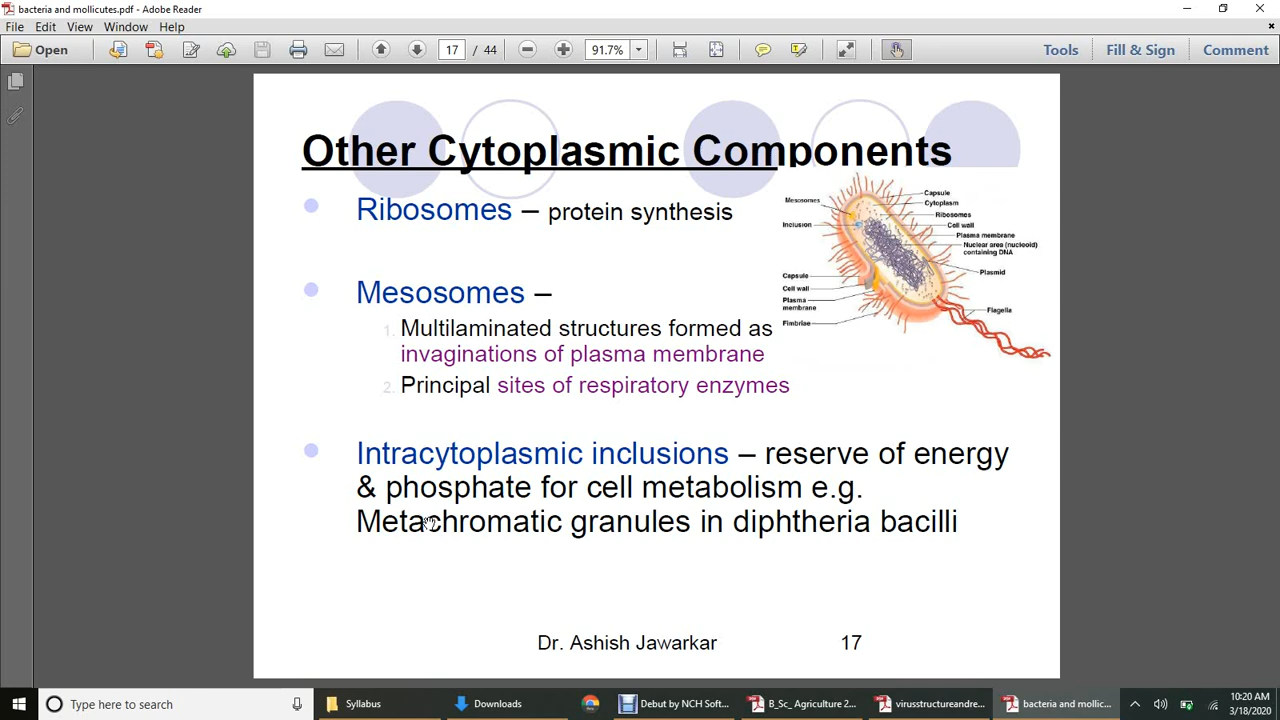 bacteria and mollicutes.pdf - Adobe Reader
File Edit View Window Help
Open 17 / 44 91.7% Tools Fill & Sign Comment
Other Cytoplasmic Components
Ribosomes – protein synthesis
Mesosomes –
1. Multilaminated structures formed as
invaginations of plasma membrane
2. Principal sites of respiratory enzymes
Intracytoplasmic inclusions – reserve of energy
& phosphate for cell metabolism e.g.
Metachromatic granules in diphtheria bacilli
Mesosomes
Inclusion
Capsule
Cell wall
Plasma
membrane
Fimbriae
Capsule
Cytoplasm
Ribosomes
Cell wall
Plasma membrane
Nuclear area (nucleoid)
containing DNA
Plasmid
Flagella
Dr. Ashish Jawarkar 17
Type here to search
Syllabus
Downloads
Debut by NCH Soft...
B_Sc_ Agriculture 2...
virusstructureandre...
bacteria and mollic...
10:20 AM
3/18/2020